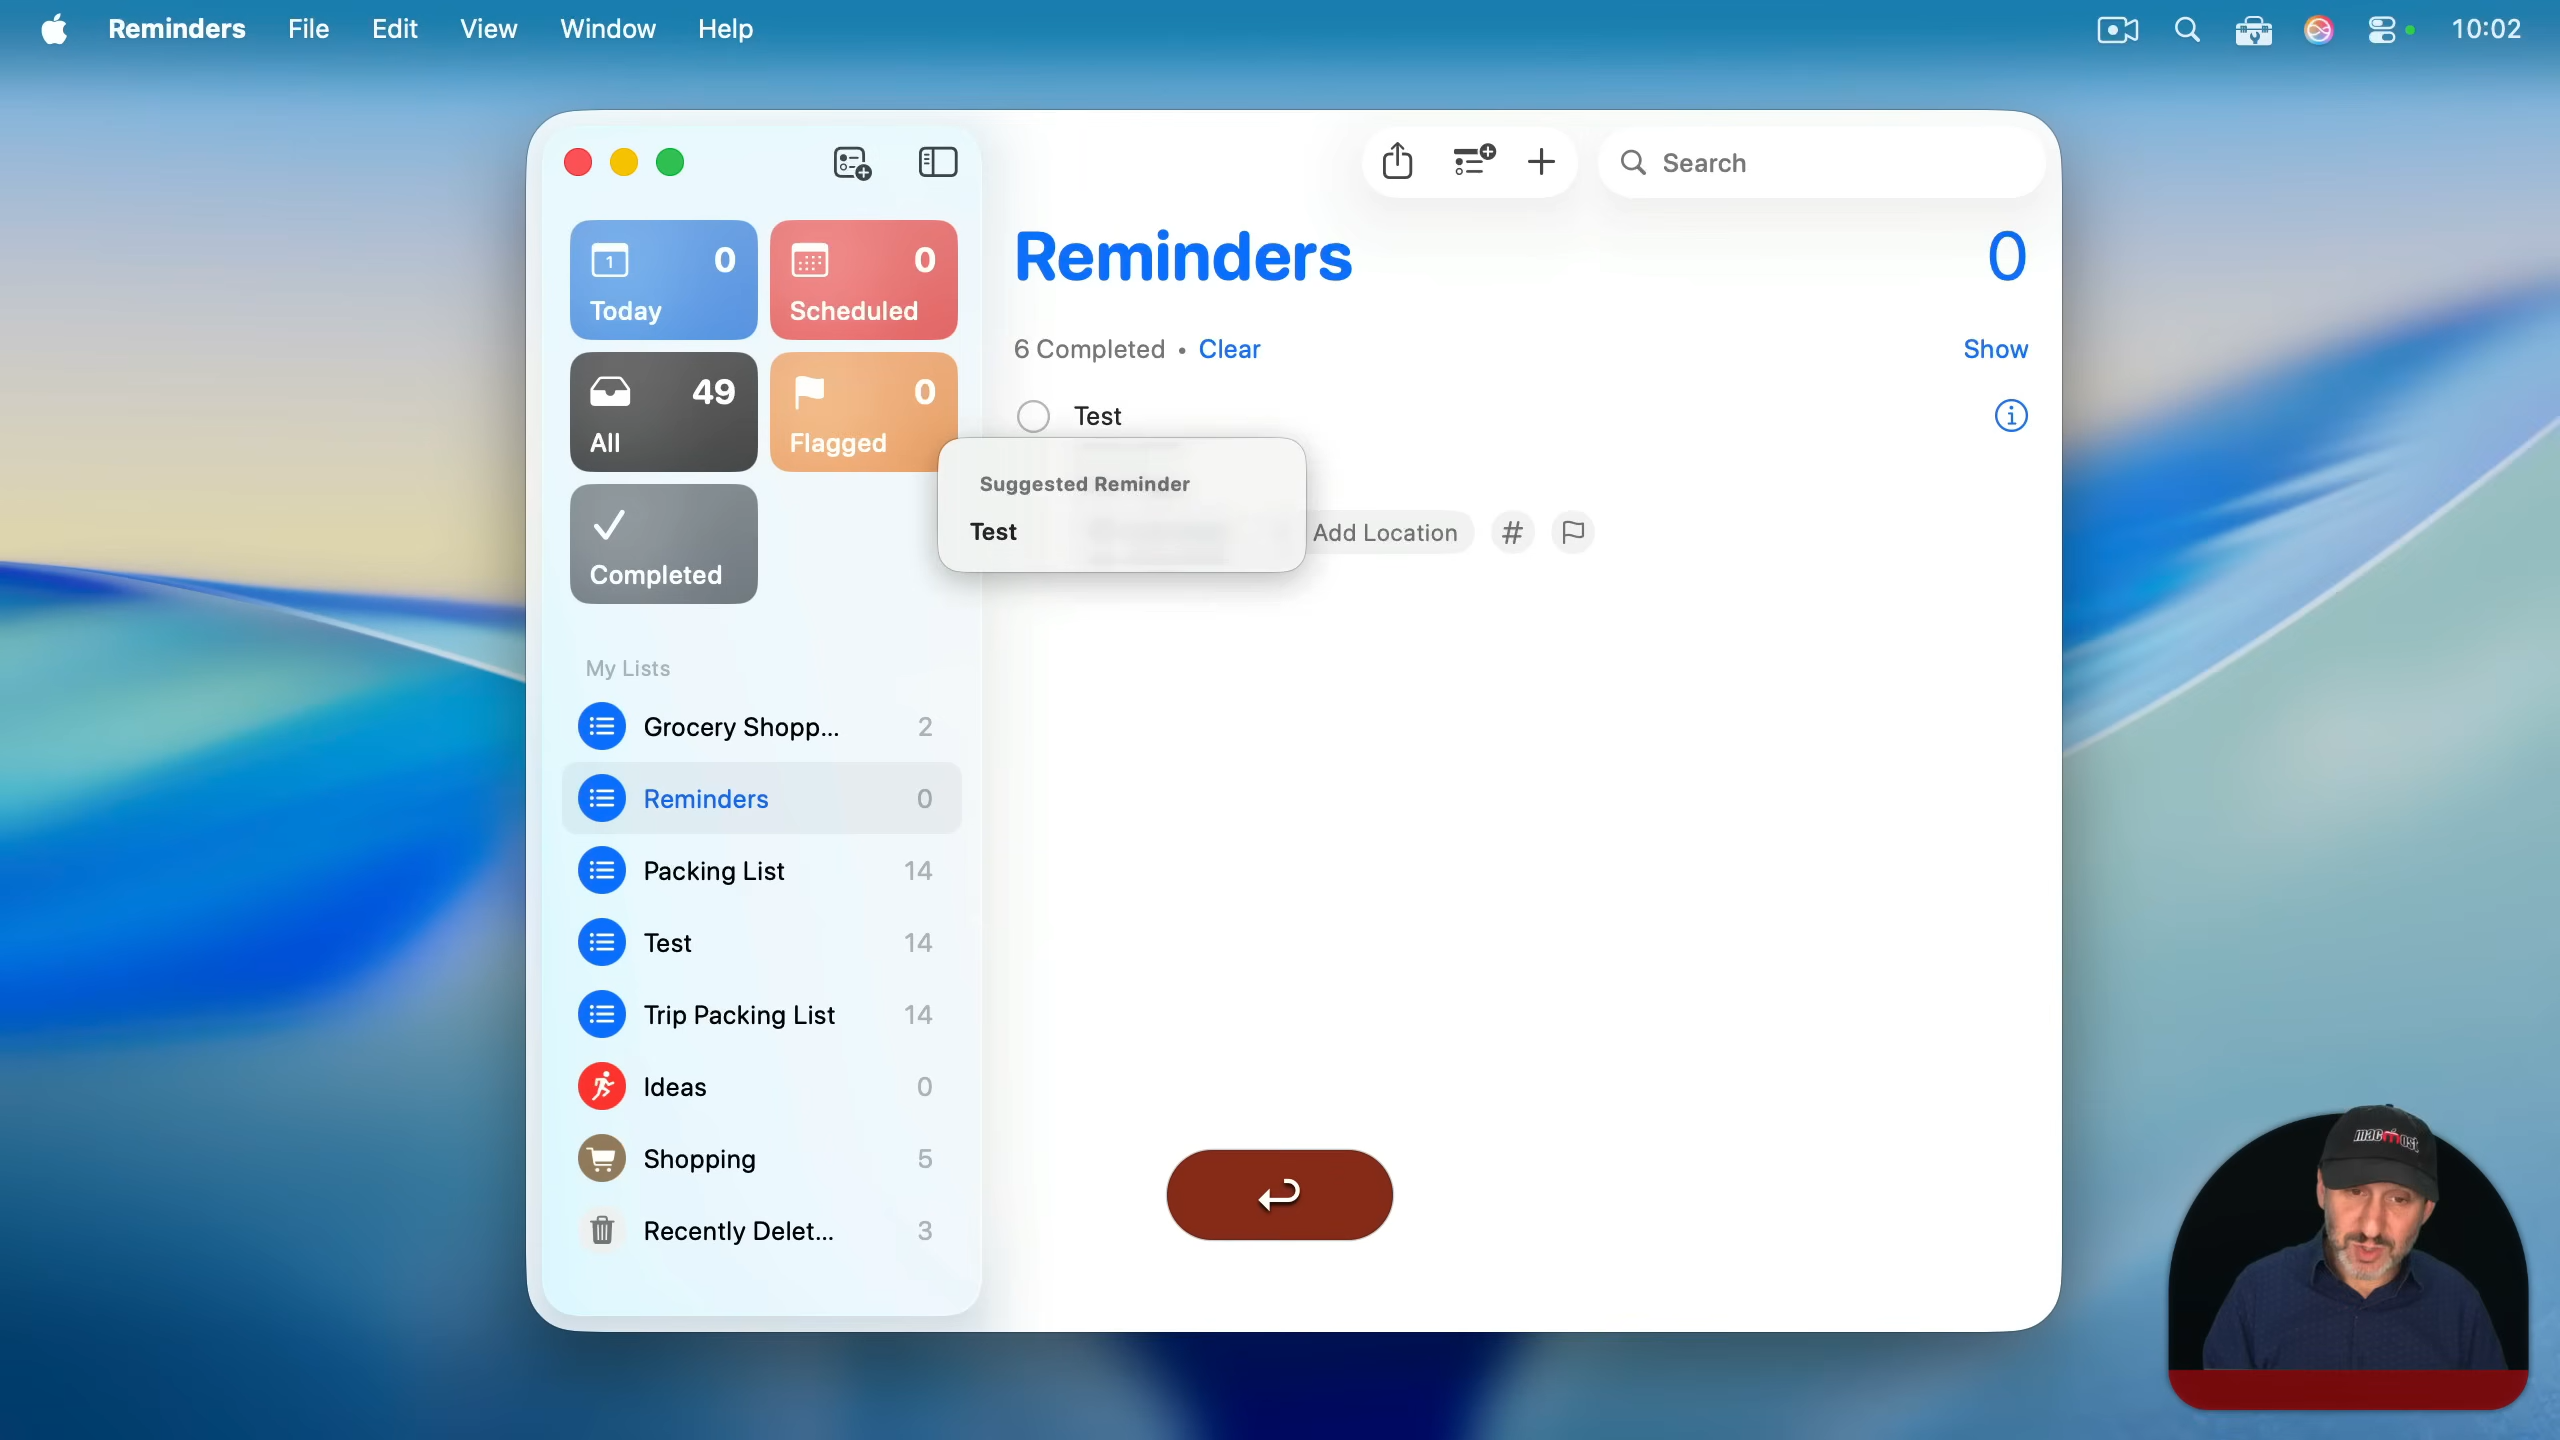 Reminders File Edit View Window Help 10:02
Search
1 0 Today
0 Scheduled
49 All
0 Flagged
Completed
My Lists
Grocery Shopp... 2
Reminders 0
Packing List 14
Test 14
Trip Packing List 14
Ideas 0
Shopping 5
Recently Delet... 3
Reminders 0
6 Completed • Clear Show
Test
Suggested Reminder
Test
Add Location #
macmost